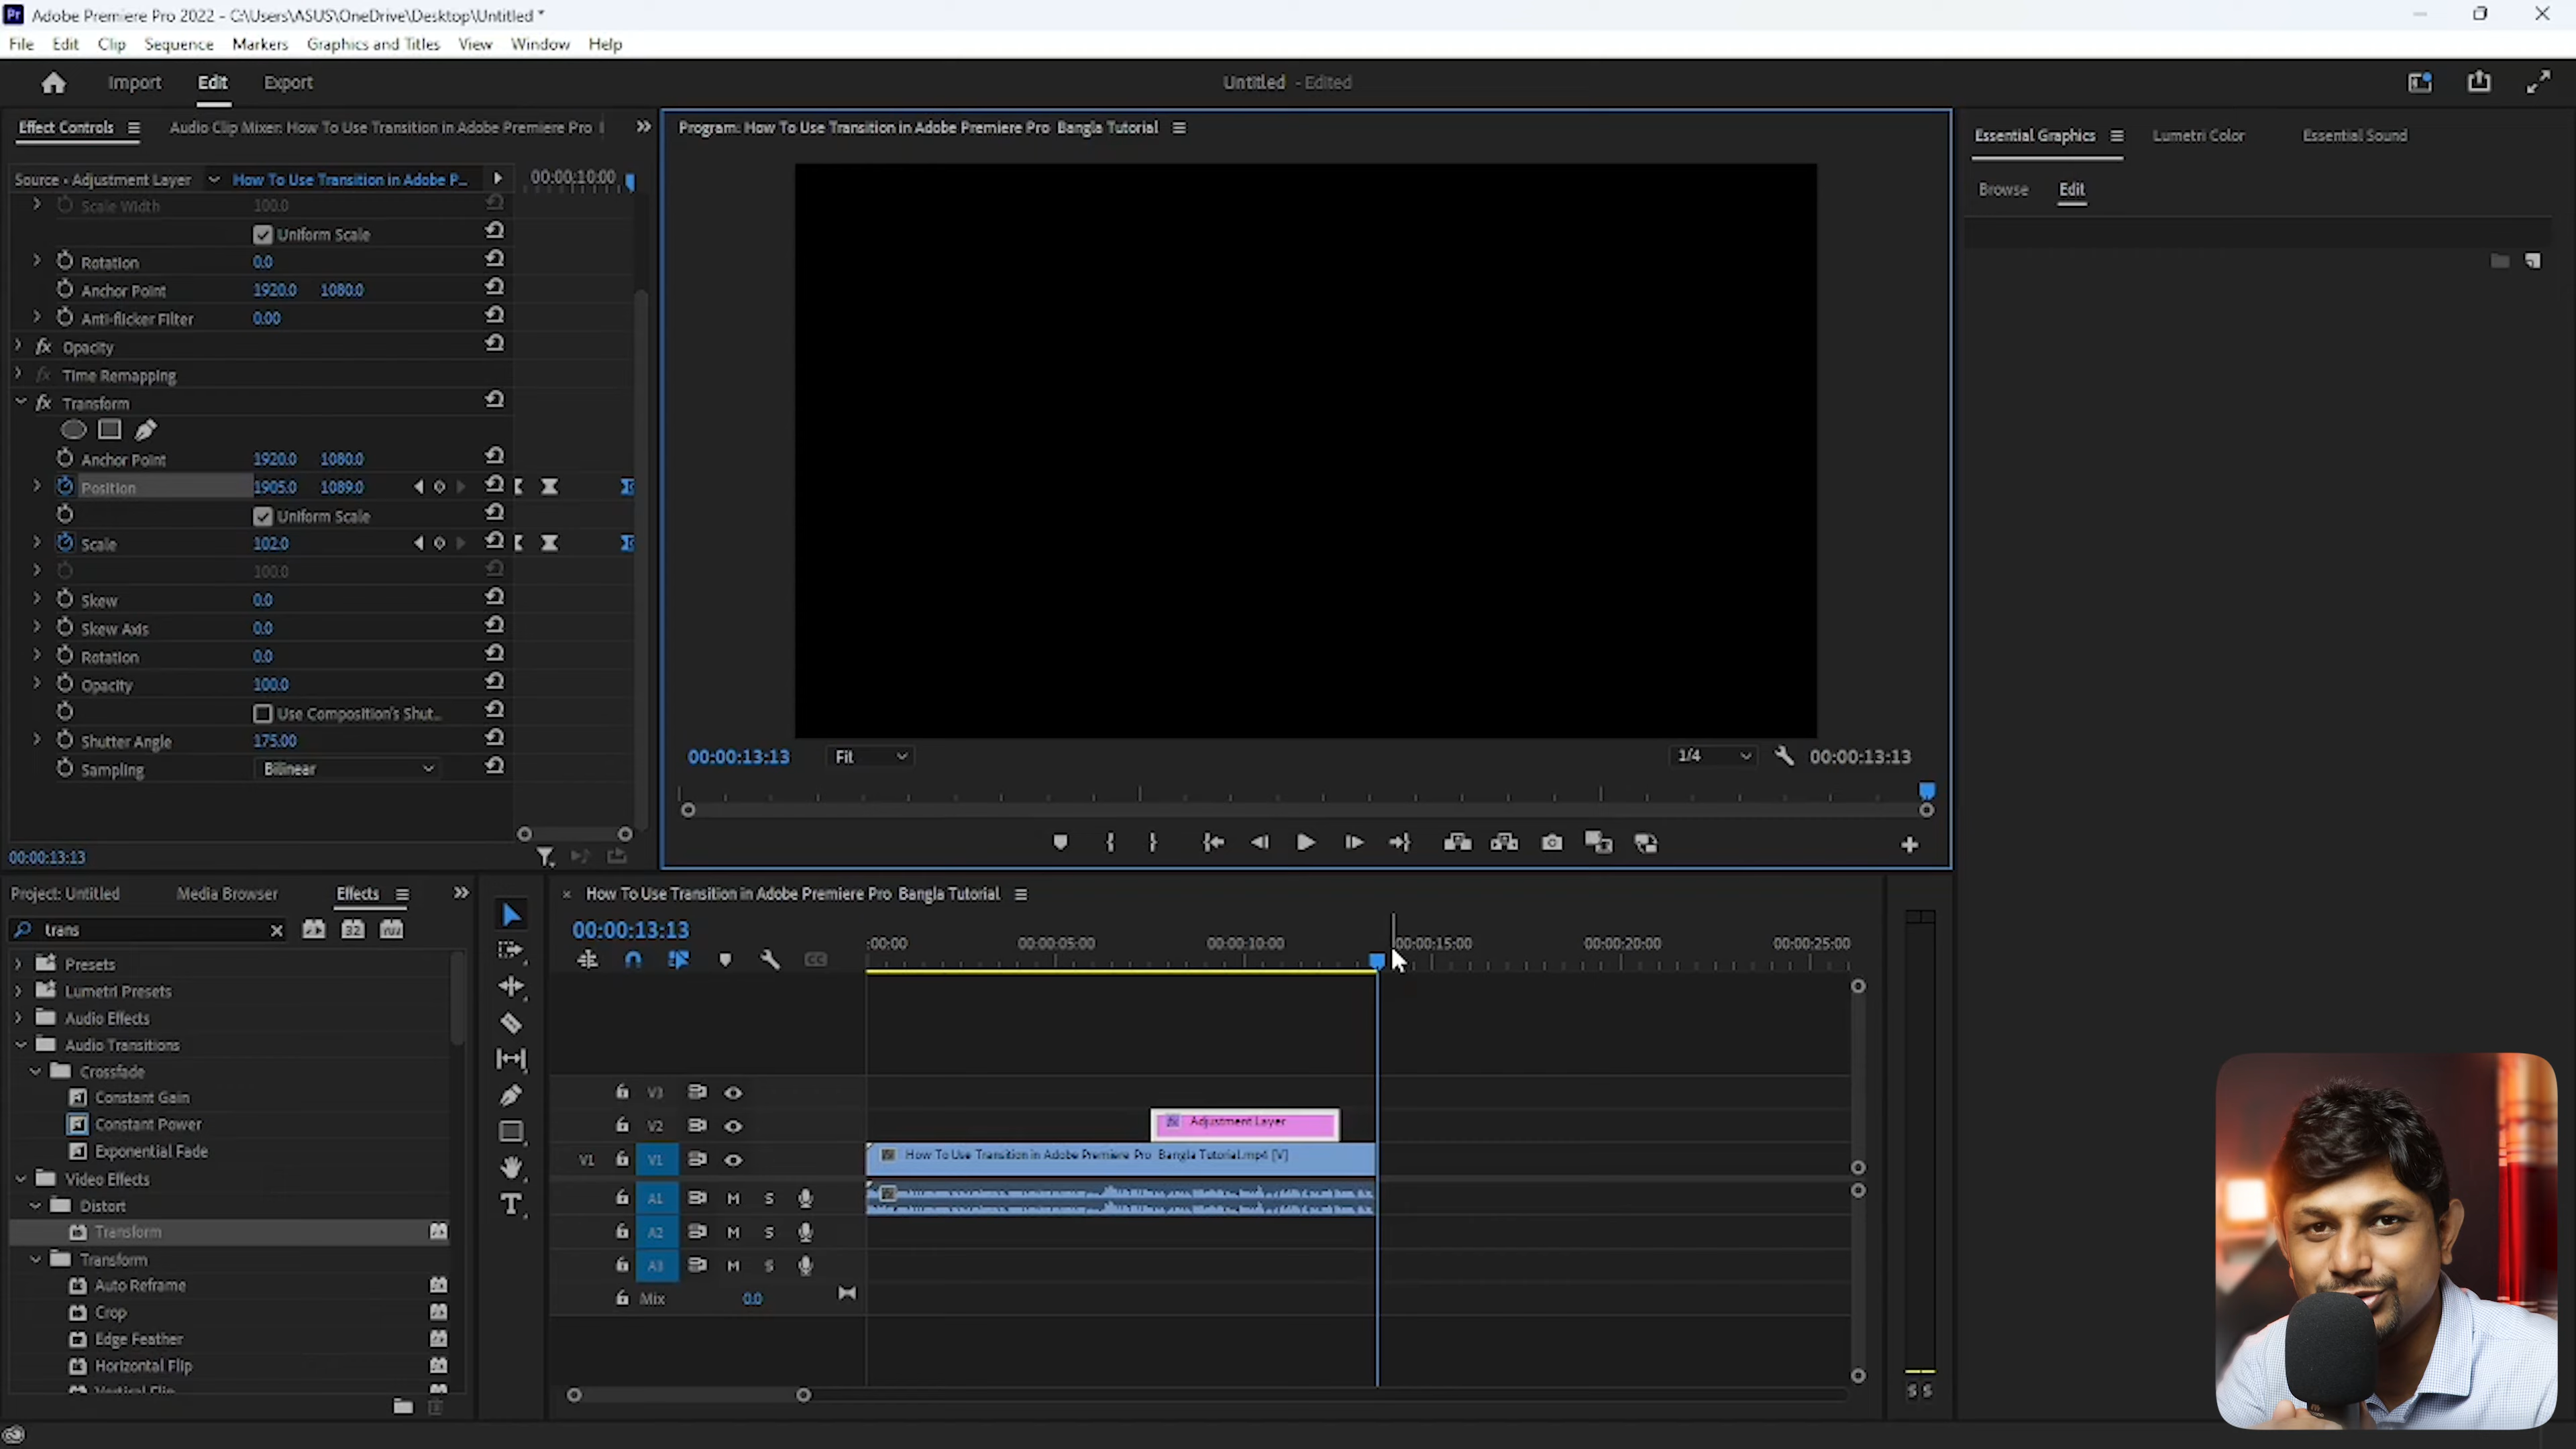 Adobe Premiere Pro 2022 - C:\Users\ASUS\OneDrive\Desktop\Untitled *
File Edit Clip Sequence Markers Graphics and Titles View Window Help
Import Edit Export
Untitled - Edited
Effect Controls
Audio Clip Mixer: How To Use Transition in Adobe Premiere Pro
Program: How To Use Transition in Adobe Premiere Pro Bangla Tutorial
Essential Graphics Lumetri Color Essential Sound
Browse Edit
Source • Adjustment Layer How To Use Transition in Adobe P... 00:00:10:00
Scale Width 100.0
Uniform Scale
Rotation 0.0
Anchor Point 1920.0 1080.0
Anti-flicker Filter 0.00
fx Opacity
fx Time Remapping
fx Transform
Anchor Point 1920.0 1080.0
Position 1905.0 1089.0
Uniform Scale
Scale 102.0
100.0
Skew 0.0
Skew Axis 0.0
Rotation 0.0
Opacity 100.0
Use Composition's Shut...
Shutter Angle 175.00
Sampling Bilinear
00:00:13:13
00:00:13:13 Fit 1/4 00:00:13:13
Project: Untitled Media Browser Effects
trans
Presets
Lumetri Presets
Audio Effects
Audio Transitions
Crossfade
Constant Gain
Constant Power
Exponential Fade
Video Effects
Distort
Transform
Transform
Auto Reframe
Crop
Edge Feather
Horizontal Flip
Vertical Flip
How To Use Transition in Adobe Premiere Pro Bangla Tutorial
00:00:13:13
:00:00 00:00:05:00 00:00:10:00 00:00:15:00 00:00:20:00 00:00:25:00
V3
V2 Adjustment Layer
V1 V1 How To Use Transition in Adobe Premiere Pro Bangla Tutorial.mp4 [V]
A1 M S
A2 M S
A3 M S
Mix 0.0
S S